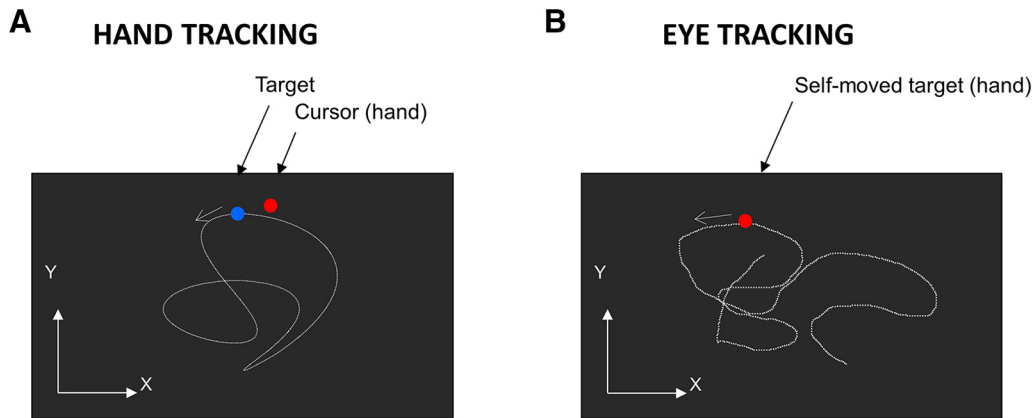 A
HAND TRACKING
Target
Cursor (hand)
Y
X
B
EYE TRACKING
Self-moved target (hand)
Y
X